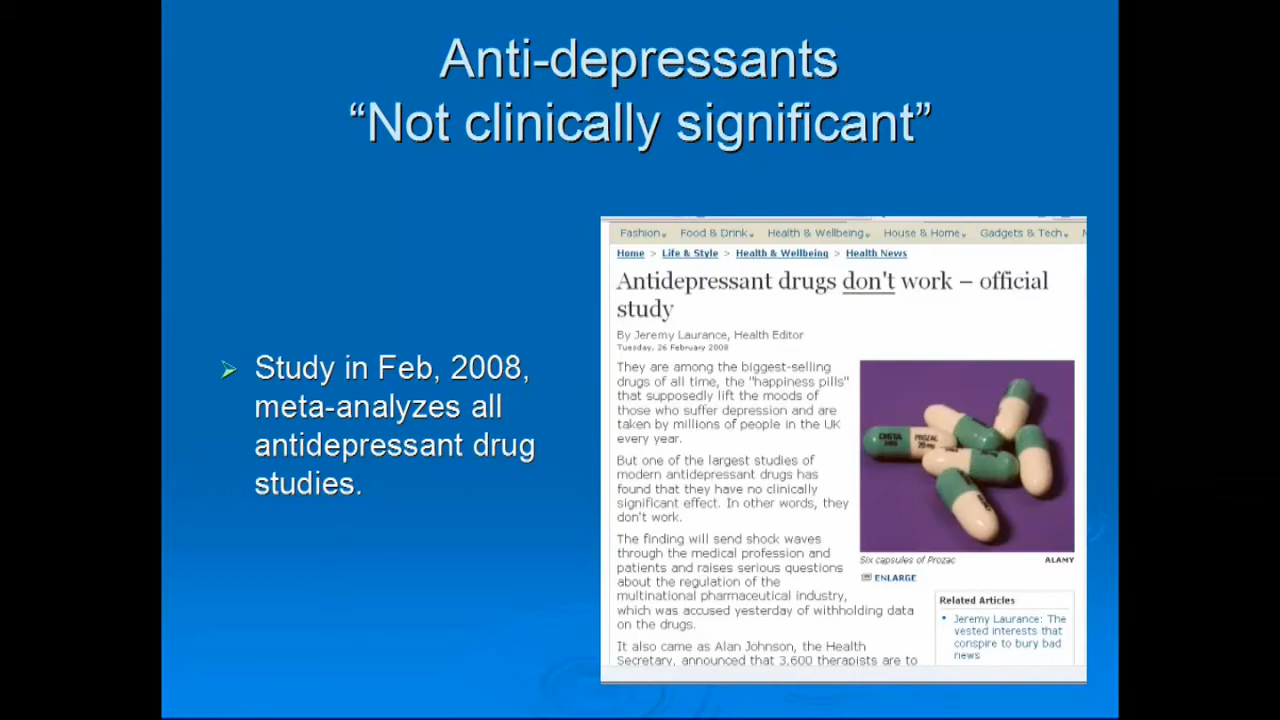 Anti-depressants
“Not clinically significant”
Study in Feb, 2008,
meta-analyzes all
antidepressant drug
studies.
Fashion Food & Drink Health & Wellbeing House & Home Gadgets & Tech
Home > Life & Style > Health & Wellbeing > Health News
Antidepressant drugs don't work – official
study
By Jeremy Laurance, Health Editor
Tuesday, 26 February 2008
They are among the biggest-selling
drugs of all time, the "happiness pills"
that supposedly lift the moods of
those who suffer depression and are
taken by millions of people in the UK
every year.
But one of the largest studies of
modern antidepressant drugs has
found that they have no clinically
significant effect. In other words, they
don't work.
The finding will send shock waves
through the medical profession and
patients and raises serious questions
about the regulation of the
multinational pharmaceutical industry,
which was accused yesterday of withholding data
on the drugs.
It also came as Alan Johnson, the Health
Secretary, announced that 3,600 therapists are to
PROZAC
20 mg
Six capsules of Prozac ALAMY
ENLARGE
Related Articles
• Jeremy Laurance: The
vested interests that
conspire to bury bad
news